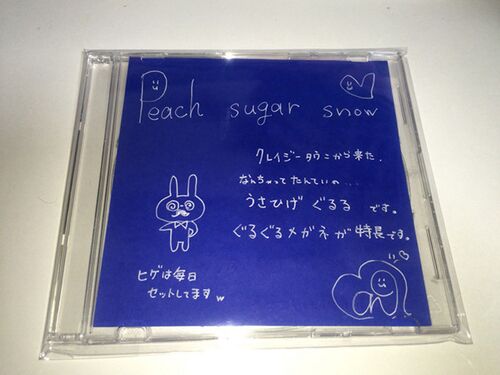 Peach sugar snow
クレイジータウンから来た、
なんちゃってたんていの...
うさひげ ぐるる です。
ぐるぐるメガネが特長です。
ヒゲは毎日
セットしてますw